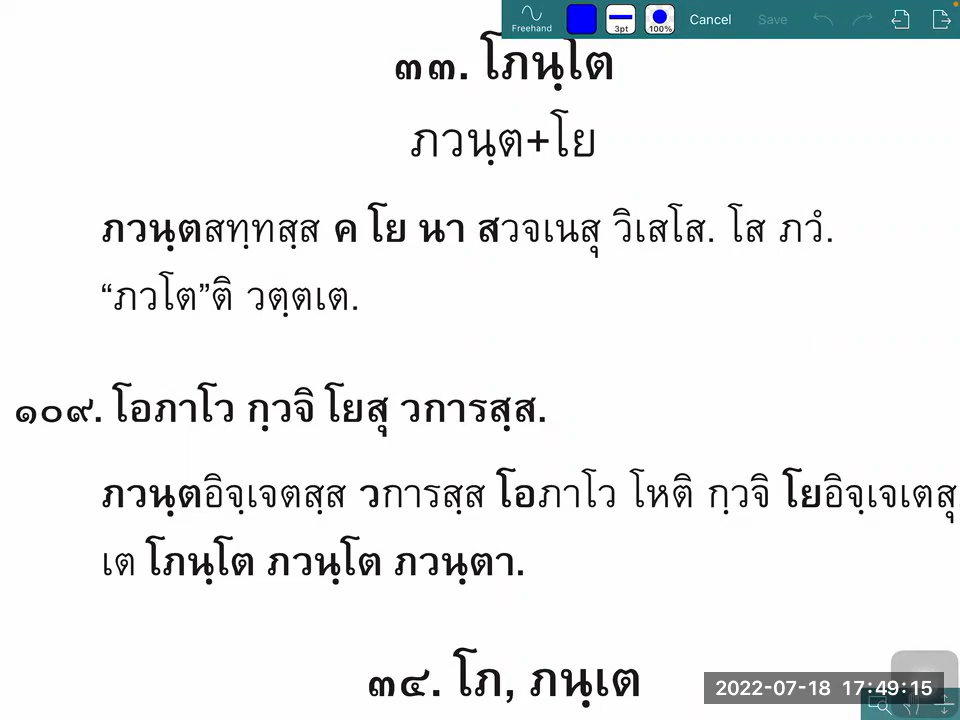 Freehand 3pt 100% Cancel Save
๓๓. โภนฺโต
ภวนฺต+โย
ภวนฺตสทฺทสฺส ค โย นา สวจเนสุ วิเสโส. โส ภวํ.
“ภวโต”ติ วตฺตเต.
๑๐๙. โอภาโว กฺวจิ โยสุ วการสฺส.
ภวนฺตอิจฺเจตสฺส วการสฺส โอภาโว โหติ กฺวจิ โยอิจฺเจเตสุ
เต โภนฺโต ภวนฺโต ภวนฺตา.
๓๔. โภ, ภนฺเต
2022-07-18 17:49:15